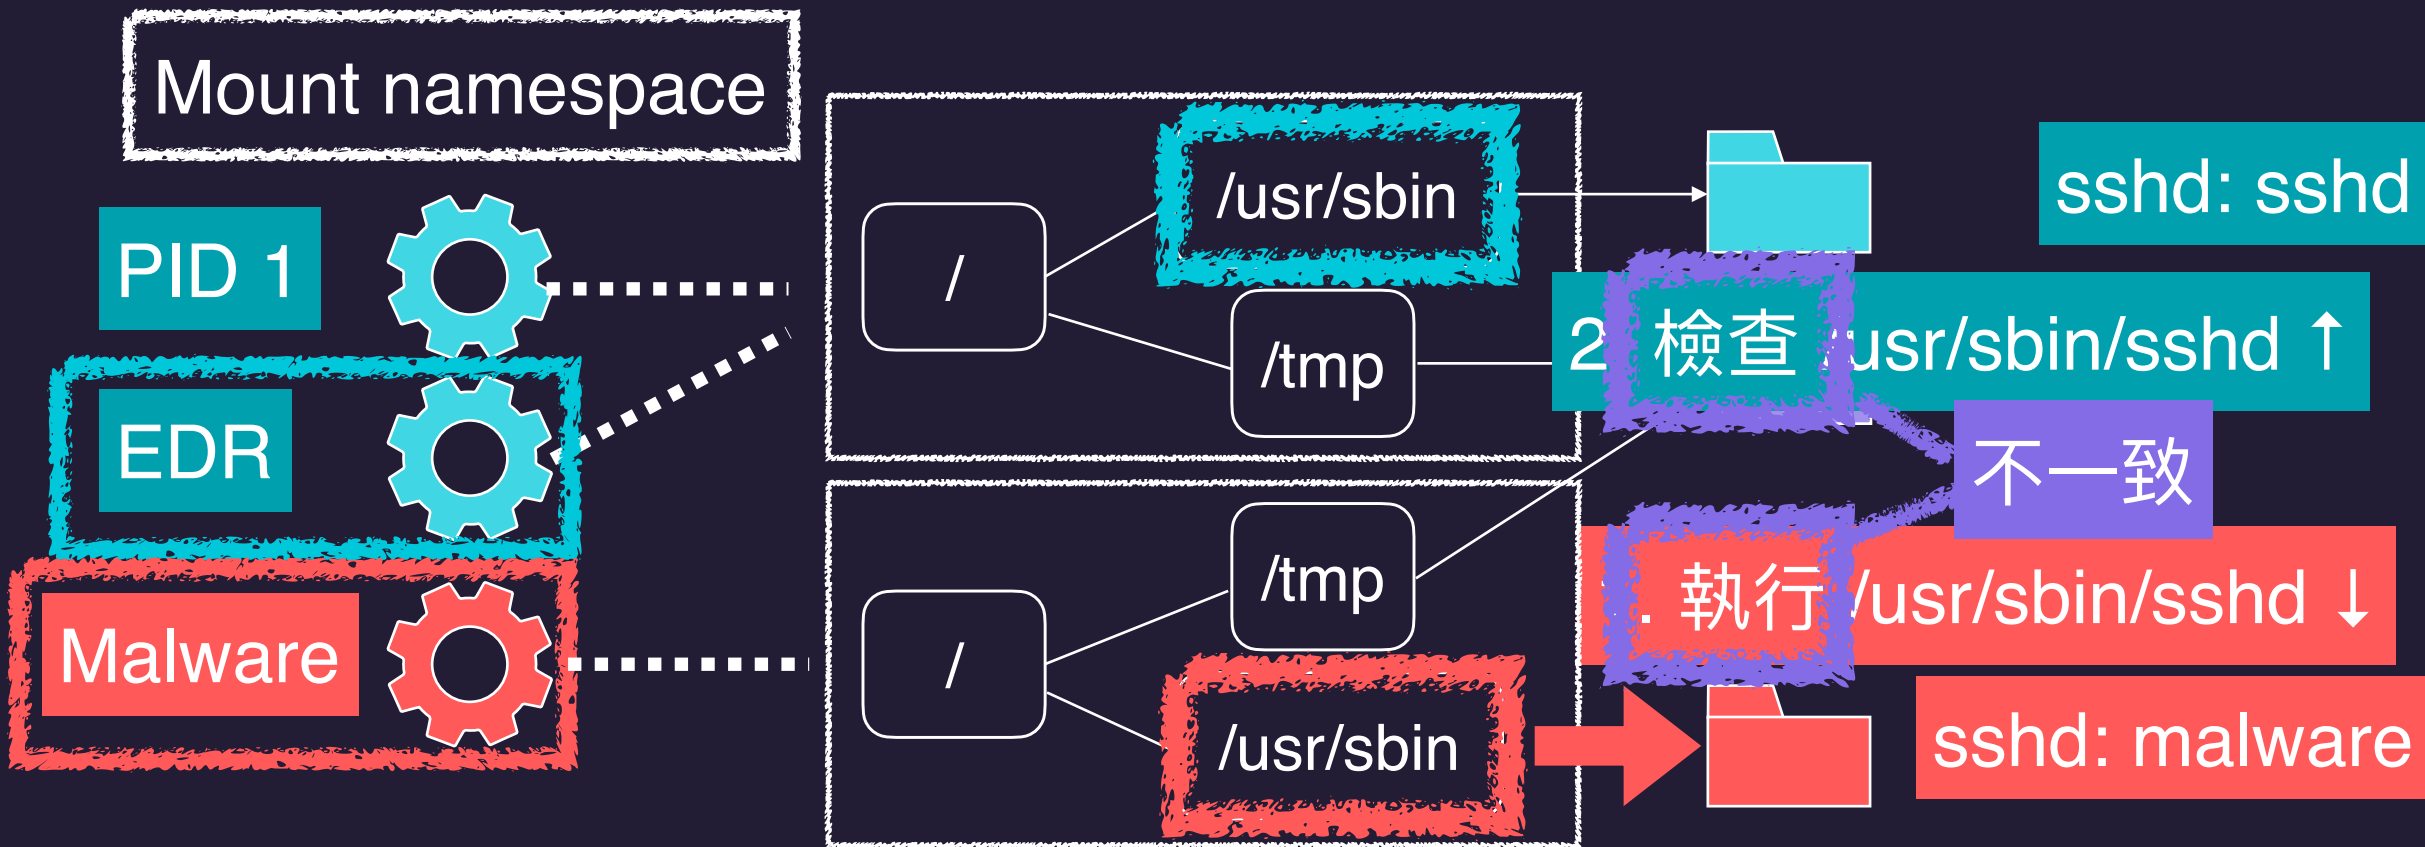 Mount namespace
PID 1
EDR
Malware
/
/usr/sbin
/tmp
/
/tmp
/usr/sbin
sshd: sshd
2 檢查 usr/sbin/sshd ↑
不一致
. 執行 /usr/sbin/sshd ↓
sshd: malware